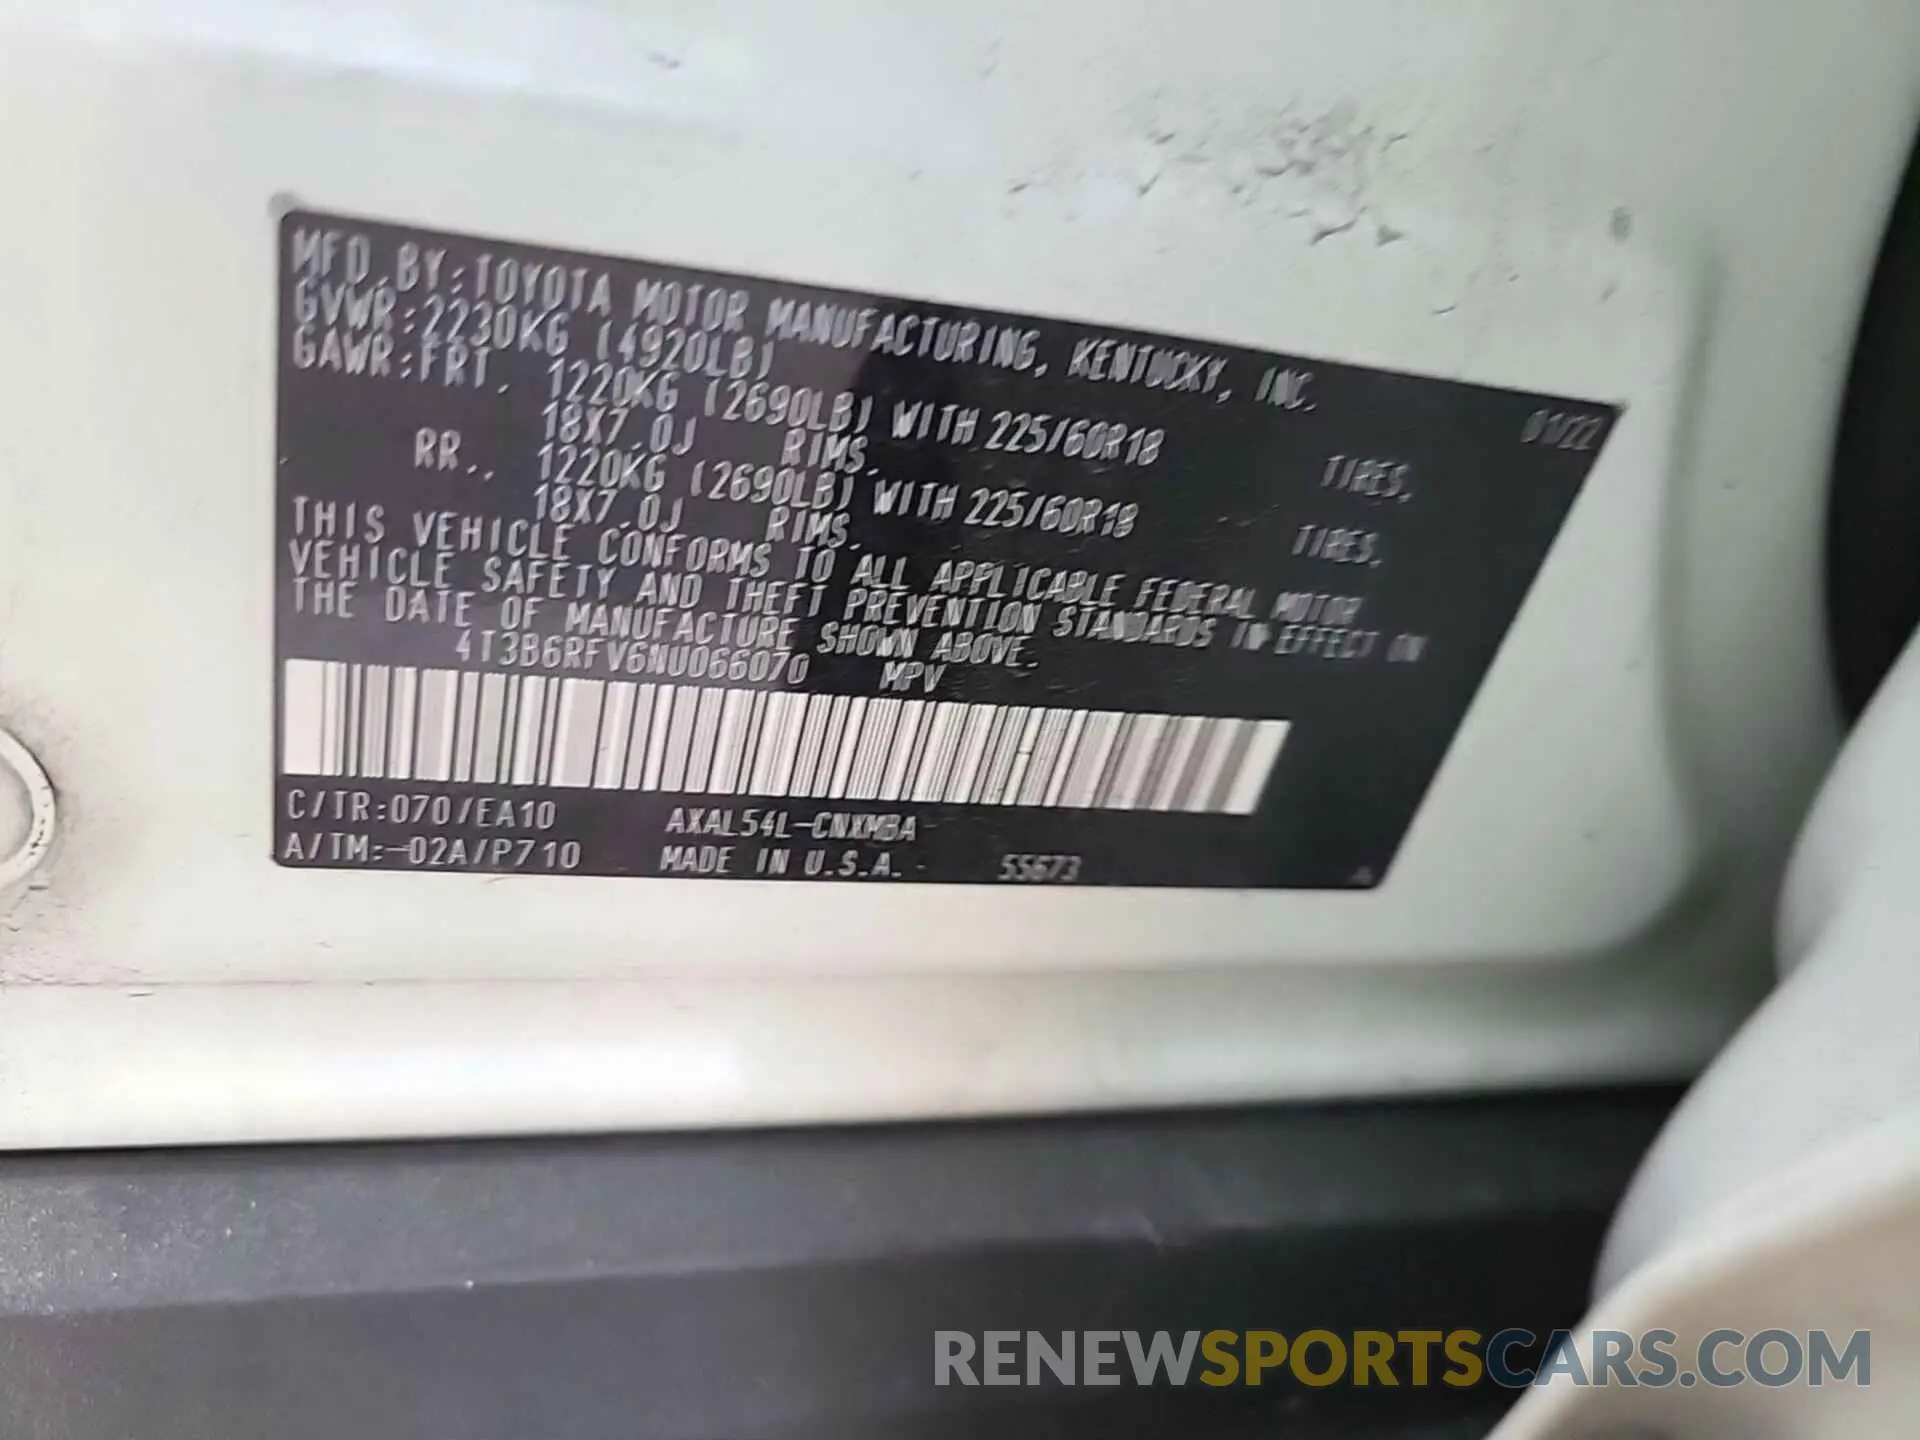 MFD.BY:TOYOTA MOTOR MANUFACTURING, KENTUCKY, INC. 01/22
GVWR:2230KG (4920LB)
GAWR:FRT. 1220KG (2690LB) WITH 225/60R18 TIRES,
18X7.0J RIMS.
RR., 1220KG (2690LB) WITH 225/60R18 TIRES,
18X7.0J RIMS.
THIS VEHICLE CONFORMS TO ALL APPLICABLE FEDERAL MOTOR
VEHICLE SAFETY AND THEFT PREVENTION STANDARDS IN EFFECT ON
THE DATE OF MANUFACTURE SHOWN ABOVE.
4T3B6RFV6NU066070 MPV
C/TR:070/EA10 AXAL54L-CNXMBA
A/TM:-02A/P710 MADE IN U.S.A. 55673
RENEWSPORTSCARS.COM